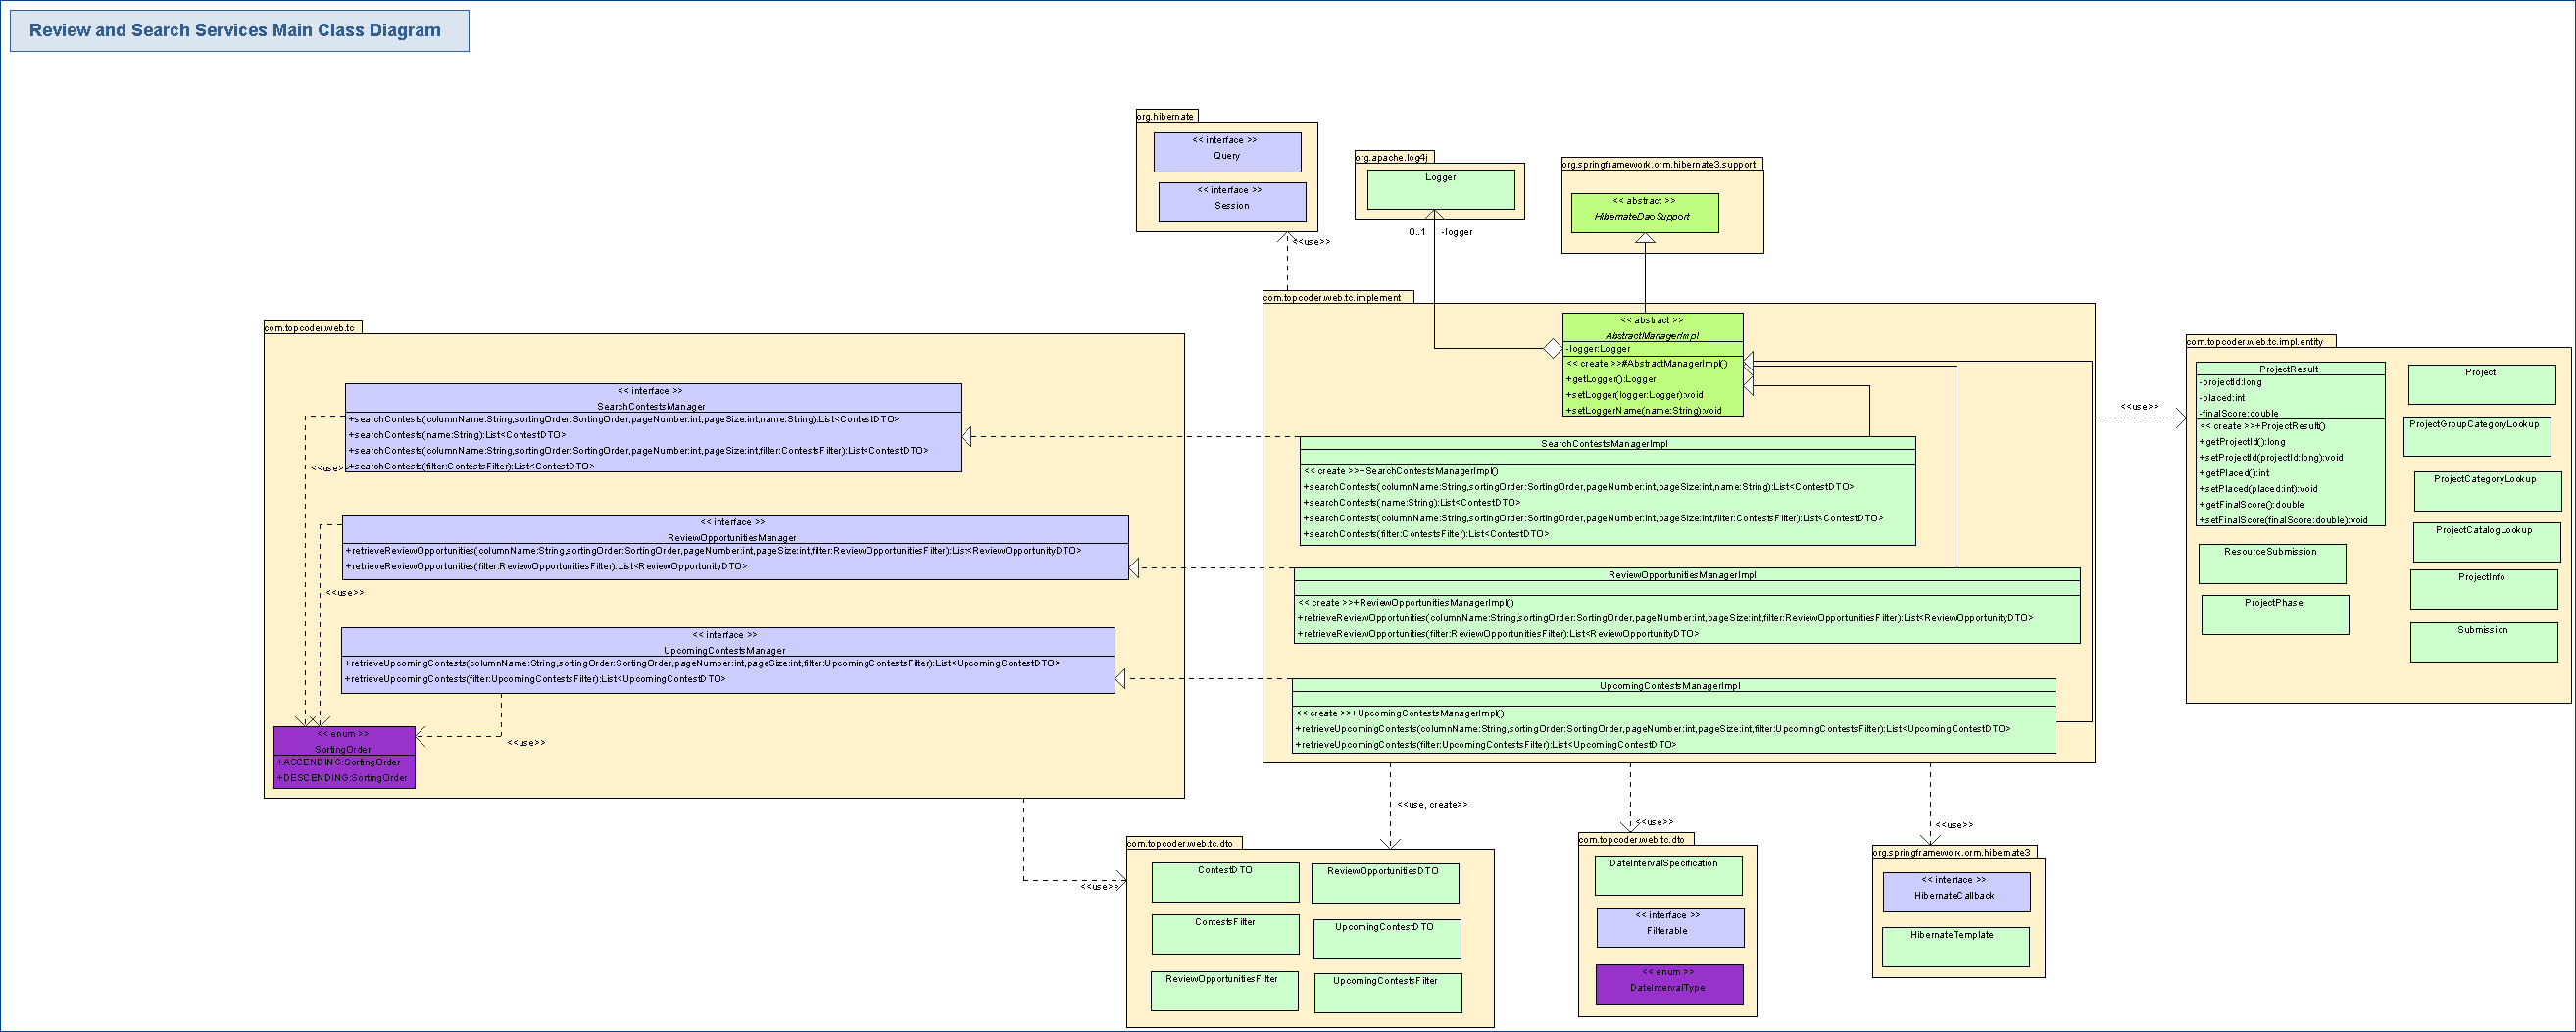 Review and Search Services Main Class Diagram
org.hibernate
<< interface >>
Query
<< interface >>
Session
<<use>>
org.apache.log4j
Logger
0..1
-logger
org.springframework.orm.hibernate3.support
<< abstract >>
HibernateDaoSupport
com.topcoder.web.tc
<< interface >>
SearchContestsManager
+searchContests(columnName:String,sortingOrder:SortingOrder,pageNumber:int,pageSize:int,name:String):List<ContestDTO>
+searchContests(name:String):List<ContestDTO>
+searchContests(columnName:String,sortingOrder:SortingOrder,pageNumber:int,pageSize:int,filter:ContestsFilter):List<ContestDTO>
+searchContests(filter:ContestsFilter):List<ContestDTO>
<<use>>
<< interface >>
ReviewOpportunitiesManager
+retrieveReviewOpportunities(columnName:String,sortingOrder:SortingOrder,pageNumber:int,pageSize:int,filter:ReviewOpportunitiesFilter):List<ReviewOpportunityDTO>
+retrieveReviewOpportunities(filter:ReviewOpportunitiesFilter):List<ReviewOpportunityDTO>
<<use>>
<< interface >>
UpcomingContestsManager
+retrieveUpcomingContests(columnName:String,sortingOrder:SortingOrder,pageNumber:int,pageSize:int,filter:UpcomingContestsFilter):List<UpcomingContestDTO>
+retrieveUpcomingContests(filter:UpcomingContestsFilter):List<UpcomingContestDTO>
<<use>>
<< enum >>
SortingOrder
+ASCENDING:SortingOrder
+DESCENDING:SortingOrder
com.topcoder.web.tc.implement
<< abstract >>
AbstractManagerImpl
-logger:Logger
<< create >>#AbstractManagerImpl()
+getLogger():Logger
+setLogger(logger:Logger):void
+setLoggerName(name:String):void
SearchContestsManagerImpl
<< create >>+SearchContestsManagerImpl()
+searchContests(columnName:String,sortingOrder:SortingOrder,pageNumber:int,pageSize:int,name:String):List<ContestDTO>
+searchContests(name:String):List<ContestDTO>
+searchContests(columnName:String,sortingOrder:SortingOrder,pageNumber:int,pageSize:int,filter:ContestsFilter):List<ContestDTO>
+searchContests(filter:ContestsFilter):List<ContestDTO>
ReviewOpportunitiesManagerImpl
<< create >>+ReviewOpportunitiesManagerImpl()
+retrieveReviewOpportunities(columnName:String,sortingOrder:SortingOrder,pageNumber:int,pageSize:int,filter:ReviewOpportunitiesFilter):List<ReviewOpportunityDTO>
+retrieveReviewOpportunities(filter:ReviewOpportunitiesFilter):List<ReviewOpportunityDTO>
UpcomingContestsManagerImpl
<< create >>+UpcomingContestsManagerImpl()
+retrieveUpcomingContests(columnName:String,sortingOrder:SortingOrder,pageNumber:int,pageSize:int,filter:UpcomingContestsFilter):List<UpcomingContestDTO>
+retrieveUpcomingContests(filter:UpcomingContestsFilter):List<UpcomingContestDTO>
<<use>>
com.topcoder.web.tc.impl.entity
ProjectResult
-projectId:long
-placed:int
-finalScore:double
<< create >>+ProjectResult()
+getProjectId():long
+setProjectId(projectId:long):void
+getPlaced():int
+setPlaced(placed:int):void
+getFinalScore():double
+setFinalScore(finalScore:double):void
ResourceSubmission
ProjectPhase
Project
ProjectGroupCategoryLookup
ProjectCategoryLookup
ProjectCatalogLookup
ProjectInfo
Submission
<<use>>
<<use, create>>
com.topcoder.web.tc.dto
ContestDTO
ReviewOpportunitiesDTO
ContestsFilter
UpcomingContestDTO
ReviewOpportunitiesFilter
UpcomingContestsFilter
<<use>>
com.topcoder.web.tc.dto
DateIntervalSpecification
<< interface >>
Filterable
<< enum >>
DateIntervalType
<<use>>
org.springframework.orm.hibernate3
<< interface >>
HibernateCallback
HibernateTemplate